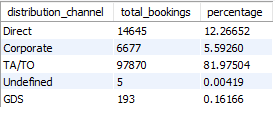 distribution_channel total_bookings percentage
Direct 14645 12.26652
Corporate 6677 5.59260
TA/TO 97870 81.97504
Undefined 5 0.00419
GDS 193 0.16166